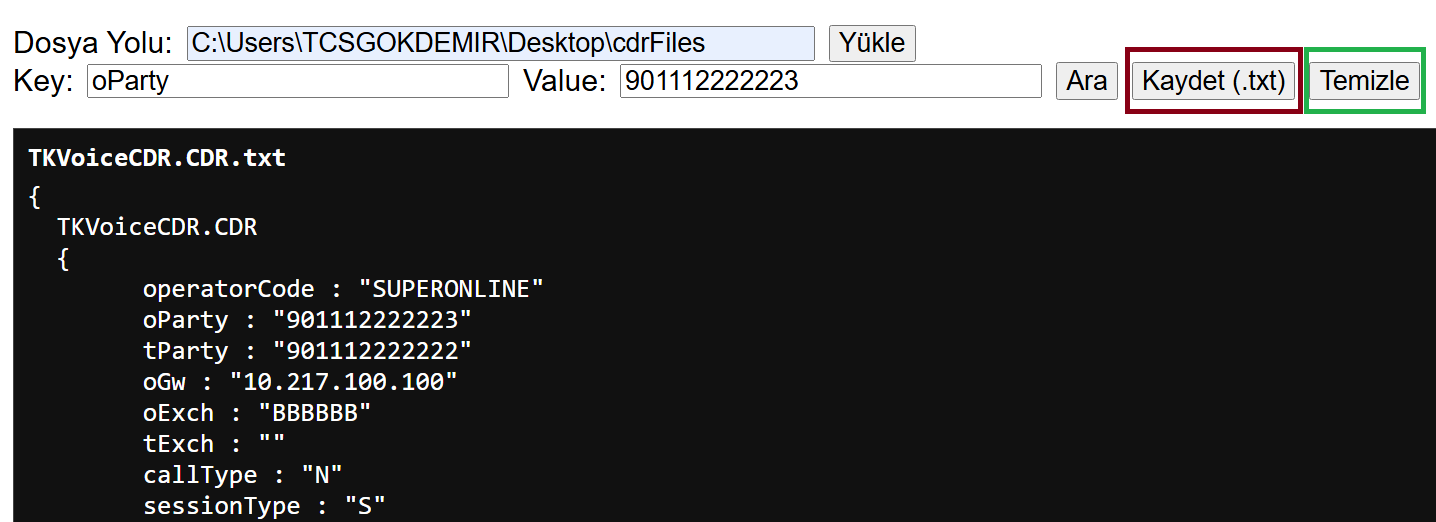 Dosya Yolu: C:\Users\TCSGOKDEMIR\Desktop\cdrFiles Yükle
Key: oParty Value: 901112222223 Ara Kaydet (.txt) Temizle
TKVoiceCDR.CDR.txt
{
TKVoiceCDR.CDR
{
operatorCode : "SUPERONLINE"
oParty : "901112222223"
tParty : "901112222222"
oGw : "10.217.100.100"
oExch : "BBBBBB"
tExch : ""
callType : "N"
sessionType : "S"